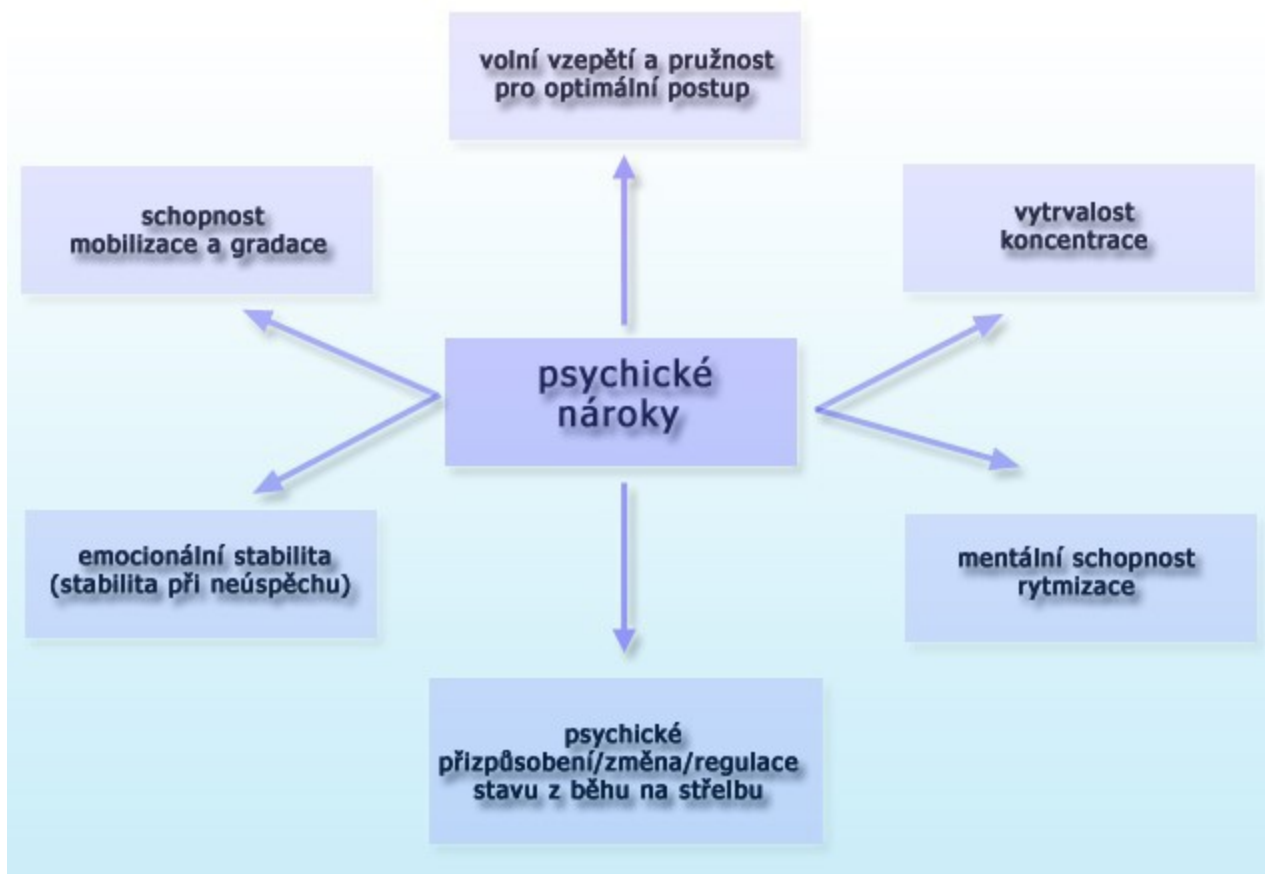 volní vzepětí a pružnost
pro optimální postup
schopnost
mobilizace a gradace
vytrvalost
koncentrace
psychické
nároky
emocionální stabilita
(stabilita při neúspěchu)
mentální schopnost
rytmizace
psychické
přizpůsobení/změna/regulace
stavu z běhu na střelbu